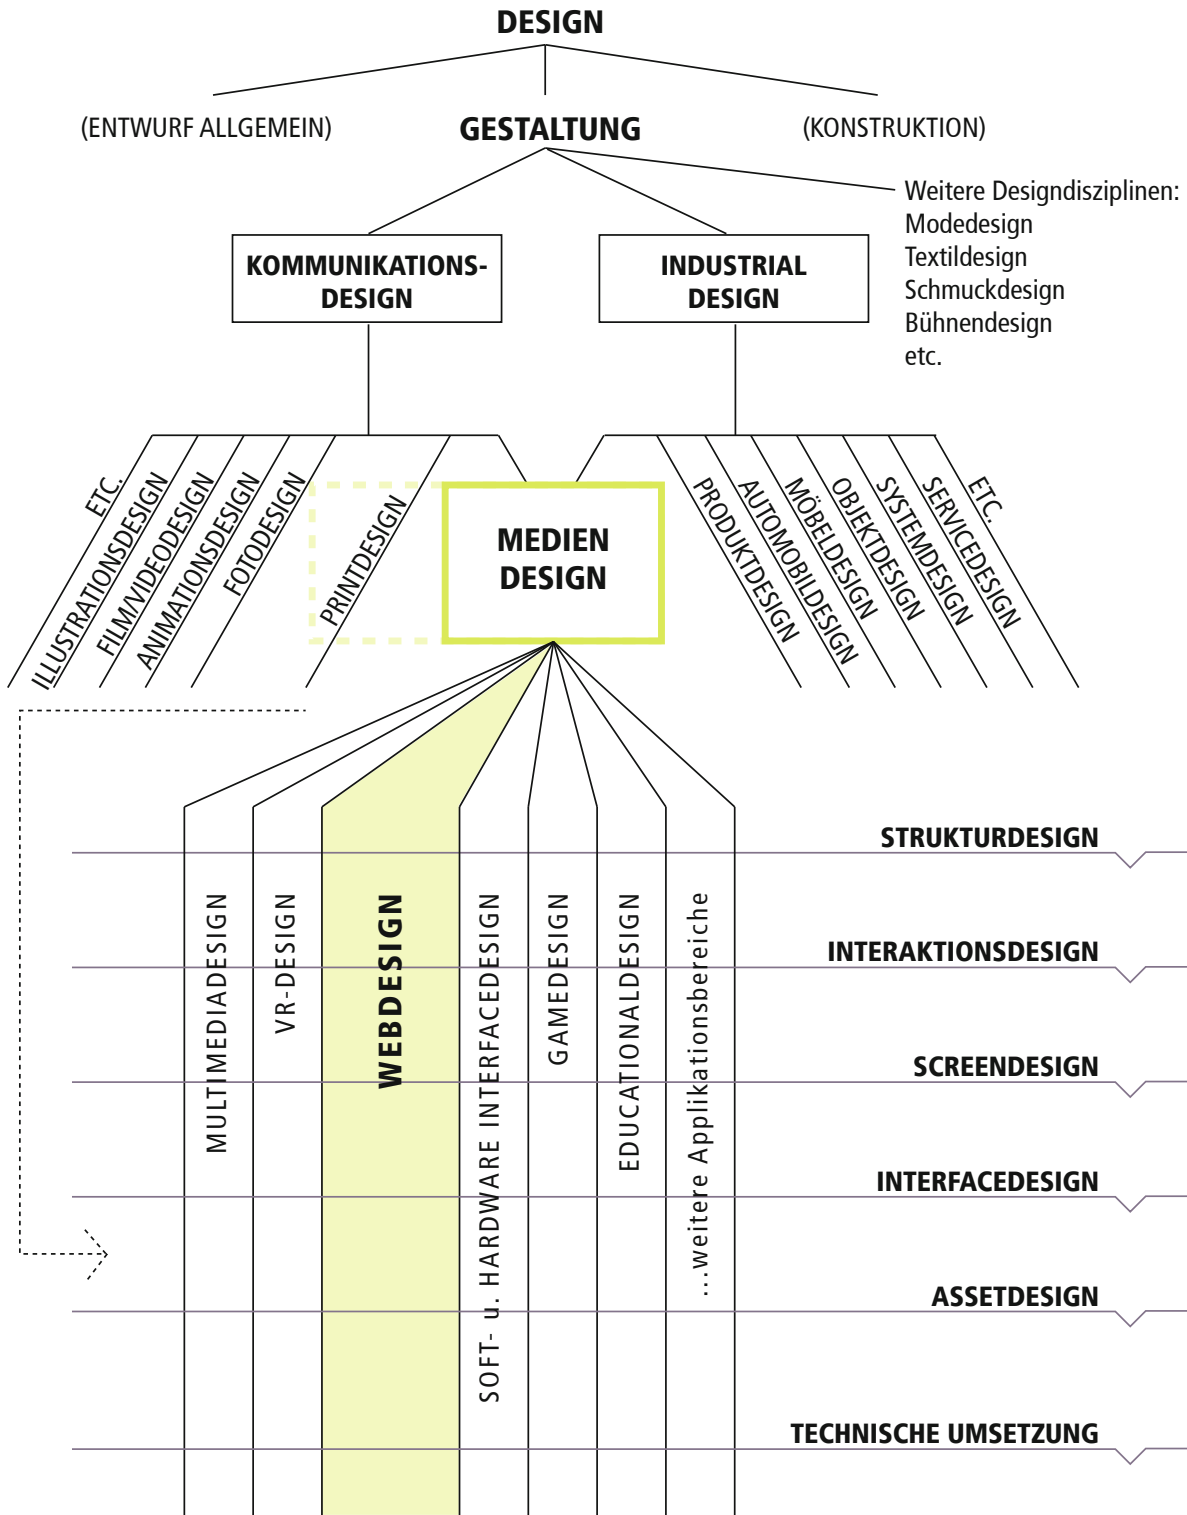 DESIGN
(ENTWURF ALLGEMEIN)
GESTALTUNG
(KONSTRUKTION)
Weitere Designdisziplinen:
Modedesign
Textildesign
Schmuckdesign
Bühnendesign
etc.
KOMMUNIKATIONS-
DESIGN
INDUSTRIAL
DESIGN
ETC.
ILLUSTRATIONSDESIGN
FILM/VIDEODESIGN
ANIMATIONSDESIGN
FOTODESIGN
PRINTDESIGN
MEDIEN
DESIGN
PRODUKTDESIGN
AUTOMOBILDESIGN
MÖBELDESIGN
OBJEKTDESIGN
SYSTEMDESIGN
SERVICEDESIGN
ETC.
MULTIMEDIADESIGN
VR-DESIGN
WEBDESIGN
SOFT- u. HARDWARE INTERFACEDESIGN
GAMEDESIGN
EDUCATIONALDESIGN
...weitere Applikationsbereiche
STRUKTURDESIGN
INTERAKTIONSDESIGN
SCREENDESIGN
INTERFACEDESIGN
ASSETDESIGN
TECHNISCHE UMSETZUNG